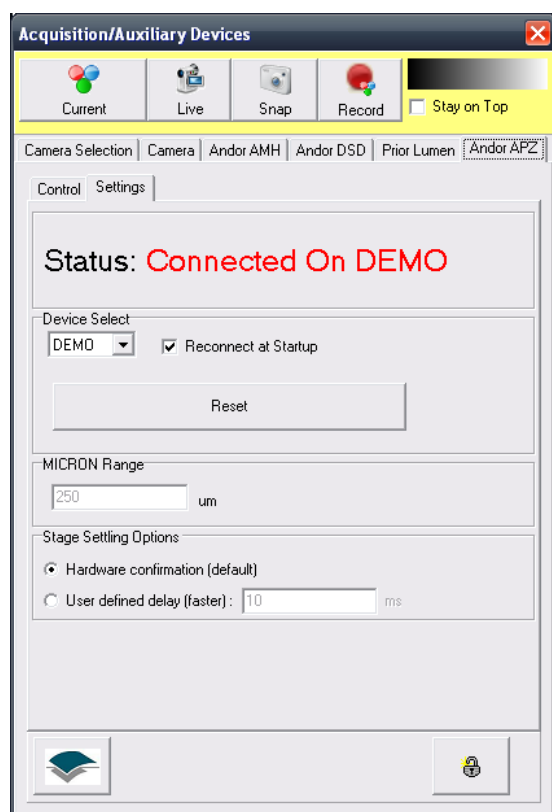 Acquisition/Auxiliary Devices
Current Live Snap Record Stay on Top
Camera Selection Camera Andor AMH Andor DSD Prior Lumen Andor APZ
Control Settings
Status: Connected On DEMO
Device Select
DEMO Reconnect at Startup
Reset
MICRON Range
250 um
Stage Settling Options
Hardware confirmation (default)
User defined delay (faster) : 10 ms